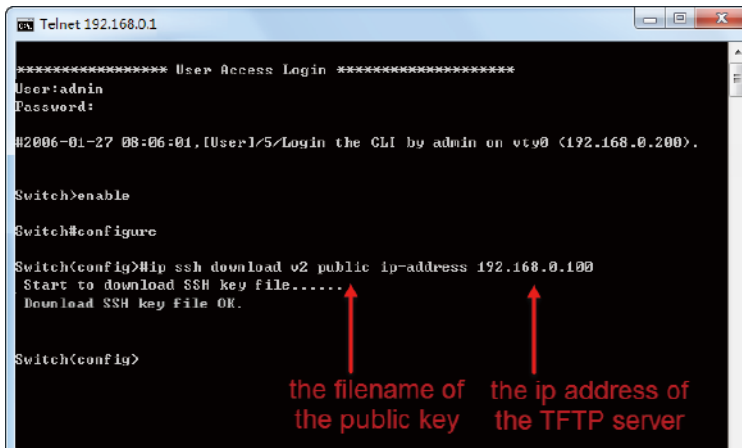 Telnet 192.168.0.1
***************** User Access Login ********************
User:admin
Password:
#2006-01-27 08:06:01,[User]/5/Login the CLI by admin on vty0 (192.168.0.200).
Switch>enable
Switch#configure
Switch(config)#ip ssh download v2 public ip-address 192.168.0.100
Start to download SSH key file......
Download SSH key file OK.
Switch(config)
the filename of
the public key
the ip address of
the TFTP server